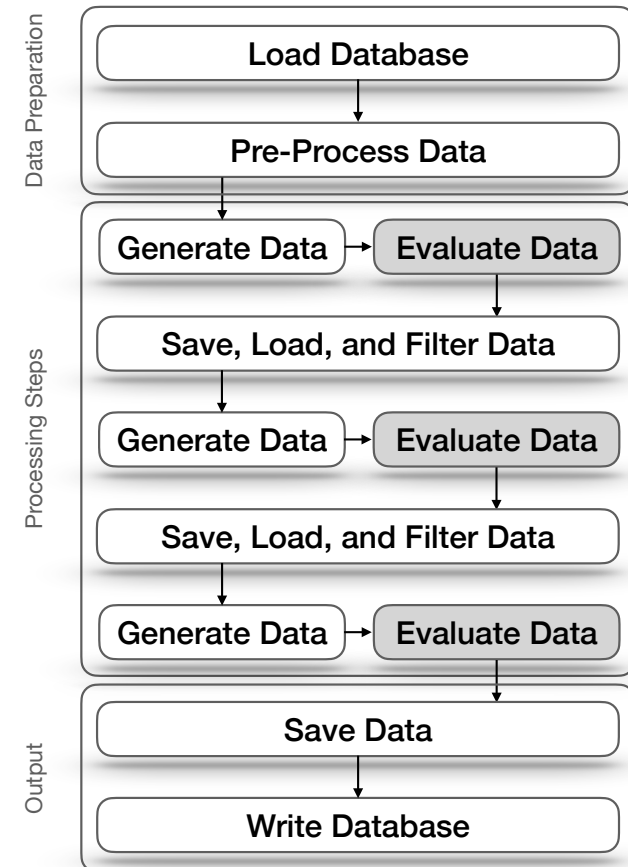 Data Preparation
Load Database
Pre-Process Data
Processing Steps
Generate Data
Evaluate Data
Save, Load, and Filter Data
Generate Data
Evaluate Data
Save, Load, and Filter Data
Generate Data
Evaluate Data
Output
Save Data
Write Database